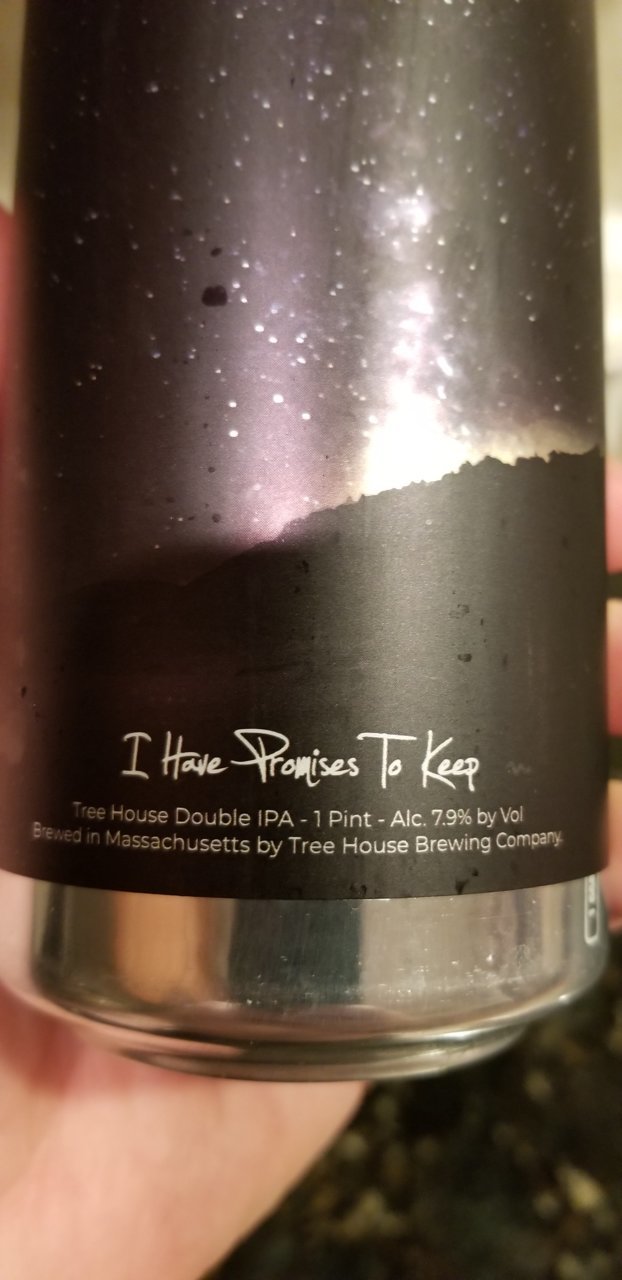 I Have Promises To Keep
Tree House Double IPA - 1 Pint - Alc. 7.9% by Vol
Brewed in Massachusetts by Tree House Brewing Company.